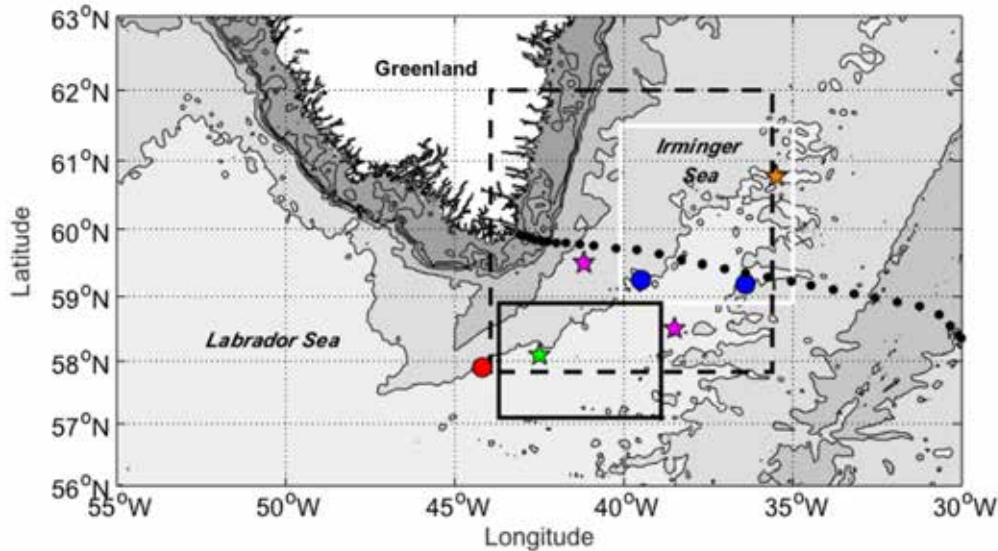 63°N
62°N
61°N
60°N
59°N
58°N
57°N
56°N
Latitude
Greenland
Irminger
Sea
Labrador Sea
55°W
50°W
45°W
40°W
35°W
30°W
Longitude